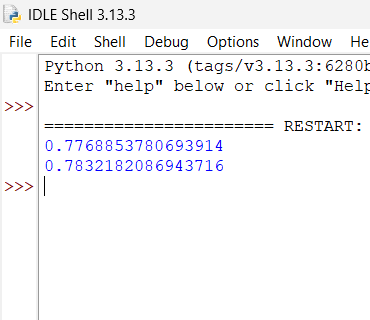 IDLE Shell 3.13.3
File Edit Shell Debug Options Window He
Python 3.13.3 (tags/v3.13.3:6280b
Enter "help" below or click "Help
>>>
======================= RESTART:
0.7768853780693914
0.7832182086943716
>>>